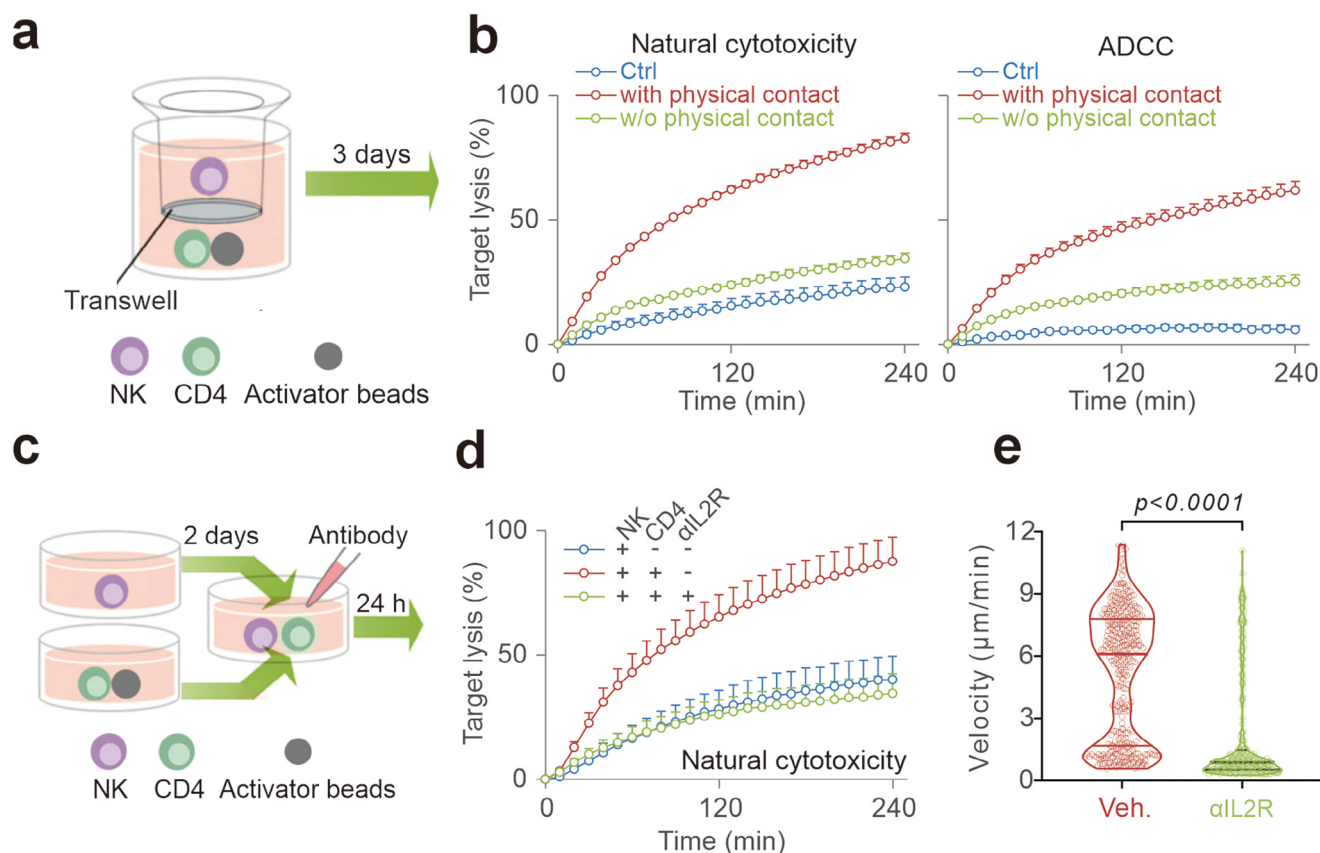 a
3 days
Transwell
NK CD4 Activator beads
b
Natural cytotoxicity
Ctrl
with physical contact
w/o physical contact
Target lysis (%)
100
50
0
0 120 240
Time (min)
ADCC
Ctrl
with physical contact
w/o physical contact
100
50
0
0 120 240
Time (min)
c
2 days
Antibody
24 h
NK CD4 Activator beads
d
NK CD4 αIL2R
+ - -
+ + -
+ + +
Target lysis (%)
100
50
0
Natural cytotoxicity
0 120 240
Time (min)
e
p<0.0001
Velocity (μm/min)
12
9
6
3
0
Veh. αIL2R